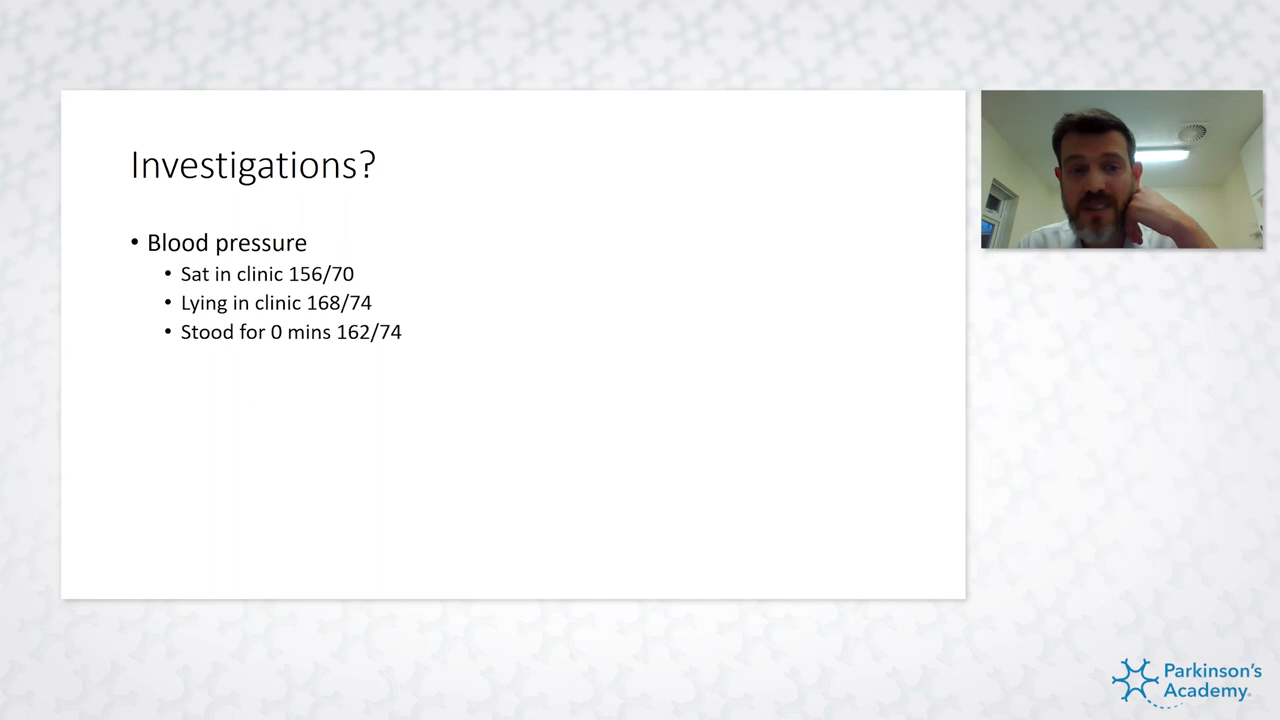 Investigations?
• Blood pressure
• Sat in clinic 156/70
• Lying in clinic 168/74
• Stood for 0 mins 162/74
Parkinson's
Academy